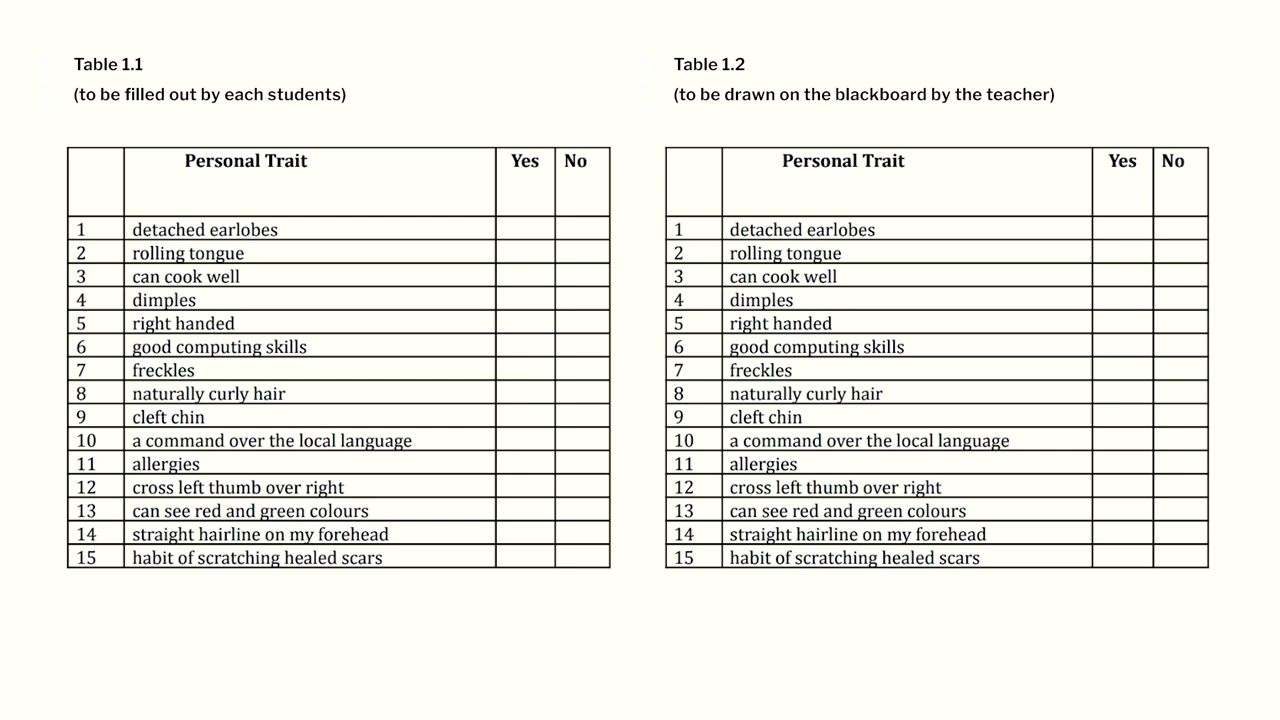 Table 1.1
(to be filled out by each students)
Personal Trait Yes No
1 detached earlobes
2 rolling tongue
3 can cook well
4 dimples
5 right handed
6 good computing skills
7 freckles
8 naturally curly hair
9 cleft chin
10 a command over the local language
11 allergies
12 cross left thumb over right
13 can see red and green colours
14 straight hairline on my forehead
15 habit of scratching healed scars
Table 1.2
(to be drawn on the blackboard by the teacher)
Personal Trait Yes No
1 detached earlobes
2 rolling tongue
3 can cook well
4 dimples
5 right handed
6 good computing skills
7 freckles
8 naturally curly hair
9 cleft chin
10 a command over the local language
11 allergies
12 cross left thumb over right
13 can see red and green colours
14 straight hairline on my forehead
15 habit of scratching healed scars